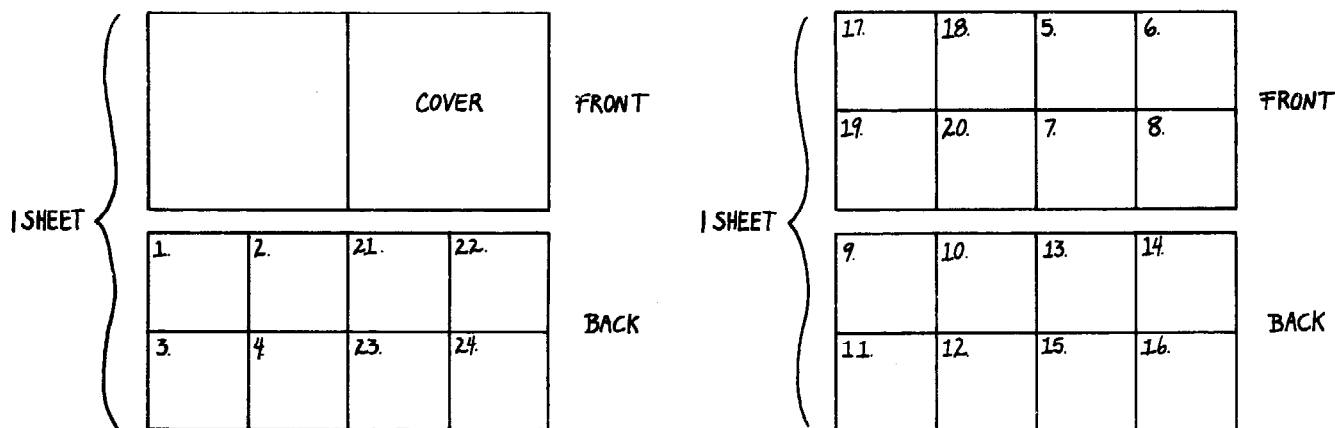 1 SHEET
COVER
FRONT
1. 2. 21. 22.
3. 4. 23. 24.
BACK
1 SHEET
17. 18. 5. 6.
19. 20. 7. 8.
FRONT
9. 10. 13. 14.
11. 12. 15. 16.
BACK